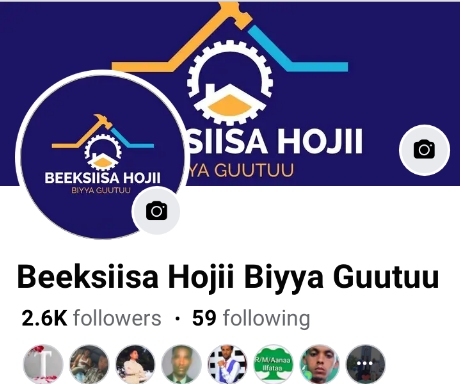 SIISA HOJII
YA GUUTUU
BEEKSIISA HOJII
BIYYA GUUTUU
Beeksiisa Hojii Biyya Guutuu
2.6K followers · 59 following
T
R/M/Aanaa
Ilfataa